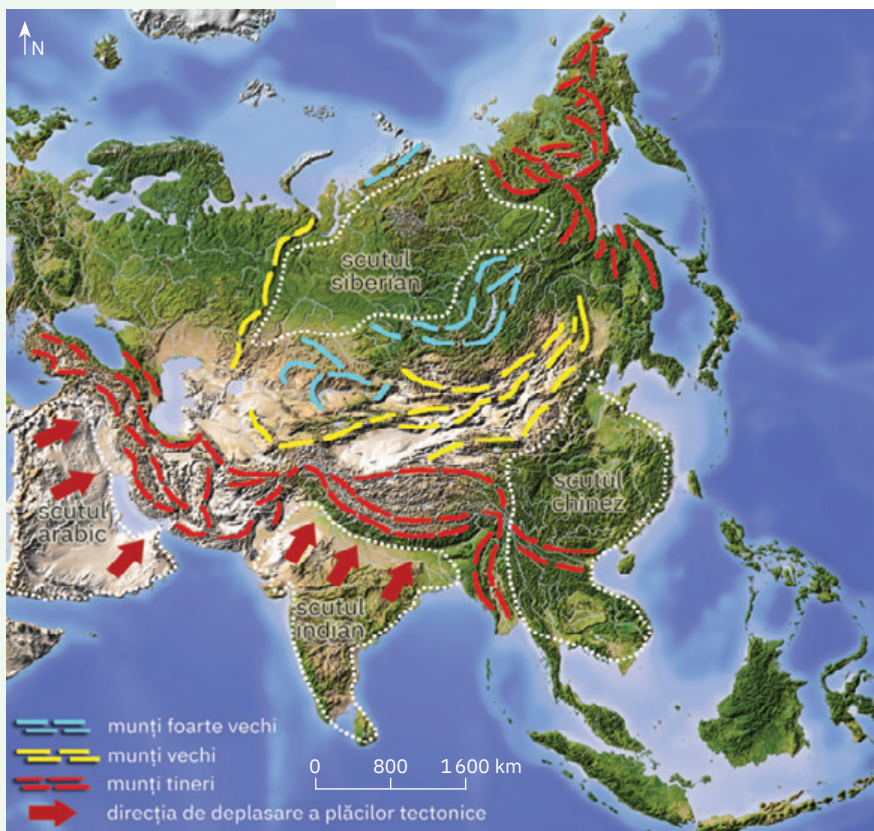 N
scutul
siberian
scutul
chinez
scutul
arabic
scutul
indian
munți foarte vechi
munți vechi
munți tineri
direcția de deplasare a plăcilor tectonice
0 800 1 600 km